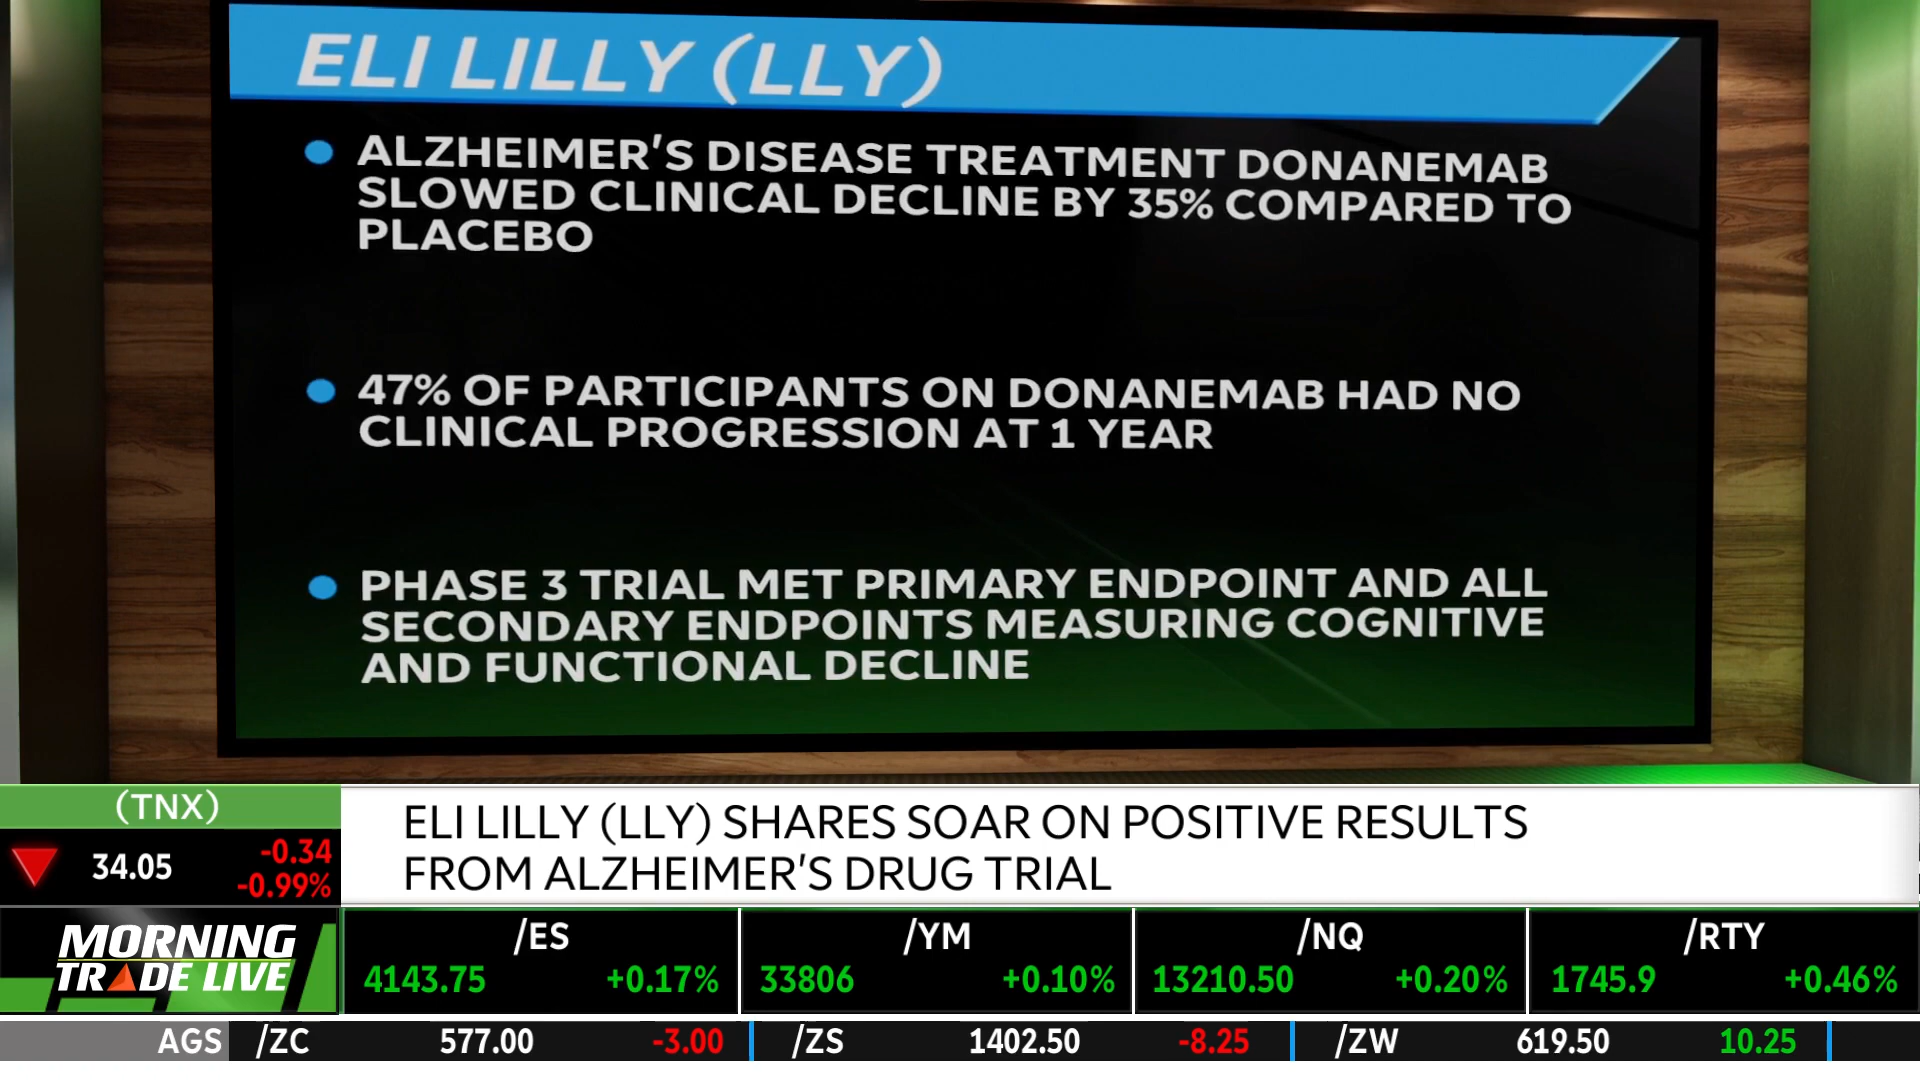 ELI LILLY (LLY)
ALZHEIMER'S DISEASE TREATMENT DONANEMAB
SLOWED CLINICAL DECLINE BY 35% COMPARED TO
PLACEBO
47% OF PARTICIPANTS ON DONANEMAB HAD NO
CLINICAL PROGRESSION AT 1 YEAR
PHASE 3 TRIAL MET PRIMARY ENDPOINT AND ALL
SECONDARY ENDPOINTS MEASURING COGNITIVE
AND FUNCTIONAL DECLINE
(TNX)
34.05 -0.34
-0.99%
ELI LILLY (LLY) SHARES SOAR ON POSITIVE RESULTS
FROM ALZHEIMER'S DRUG TRIAL
MORNING
TRADE LIVE
/ES
4143.75 +0.17%
/YM
33806 +0.10%
/NQ
13210.50 +0.20%
/RTY
1745.9 +0.46%
AGS /ZC 577.00 -3.00 /ZS 1402.50 -8.25 /ZW 619.50 10.25